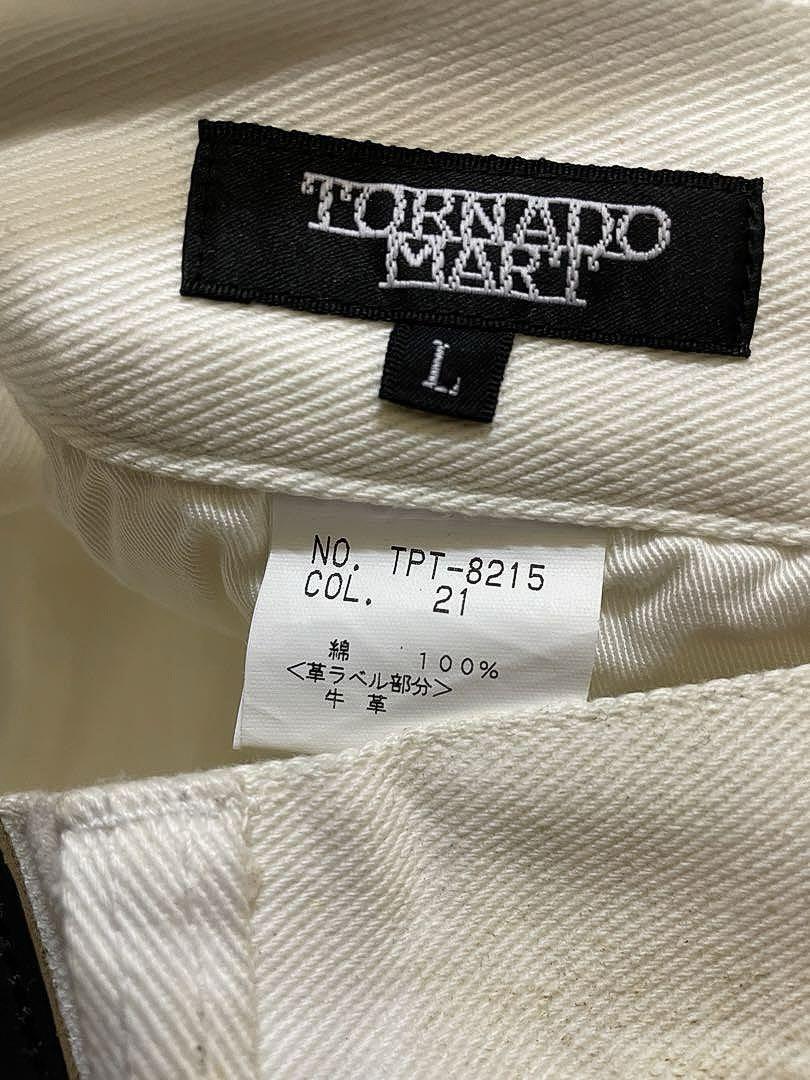 TORNADO
MART
L
NO. TPT-8215
COL. 21
綿 100%
<革ラベル部分>
牛 革